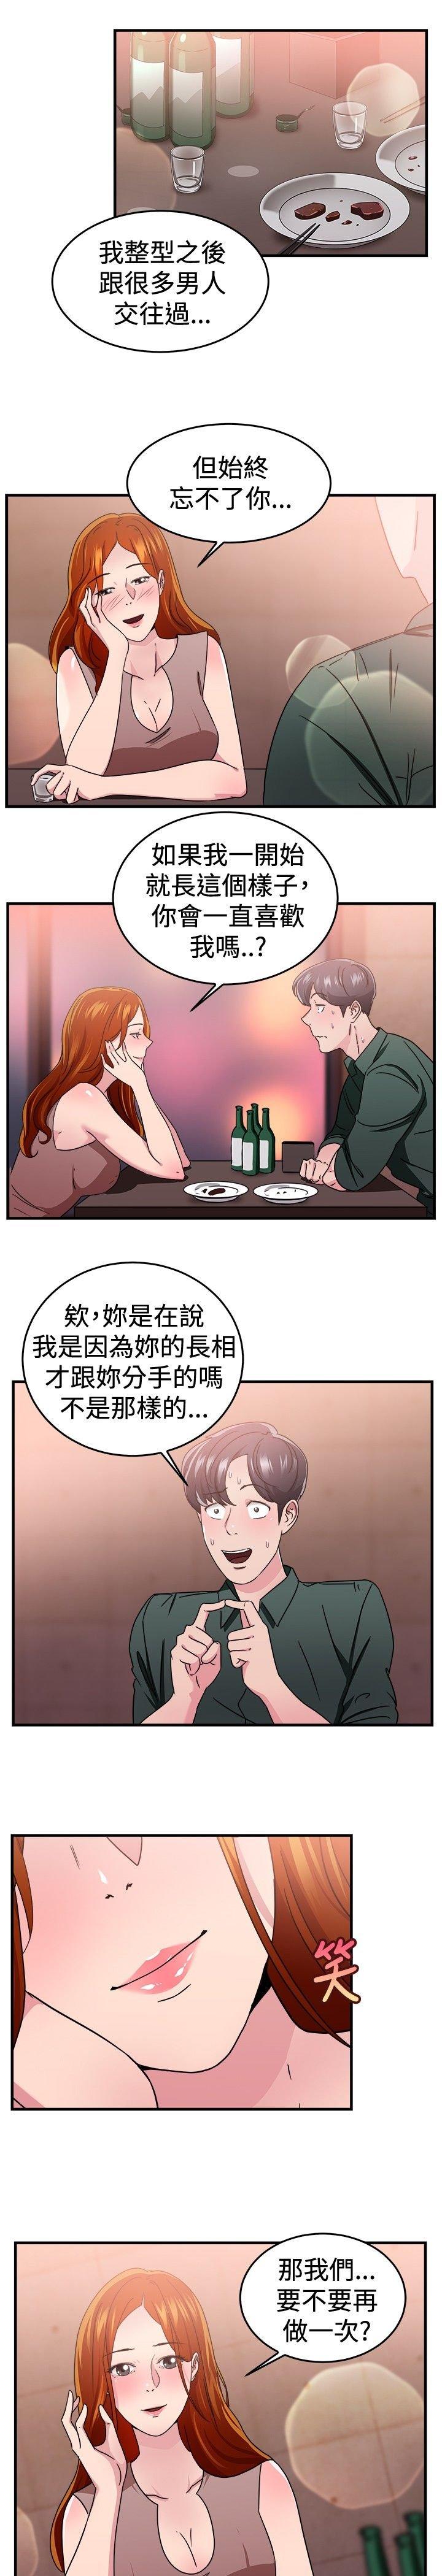 我整型之後
跟很多男人
交往過...
但始終
忘不了你...
如果我一開始
就長這個樣子,
你會一直喜歡
我嗎..?
欸,妳是在說
我是因為妳的長相
才跟妳分手的嗎
不是那樣的...
笑
那我們...
要不要再
做一次?